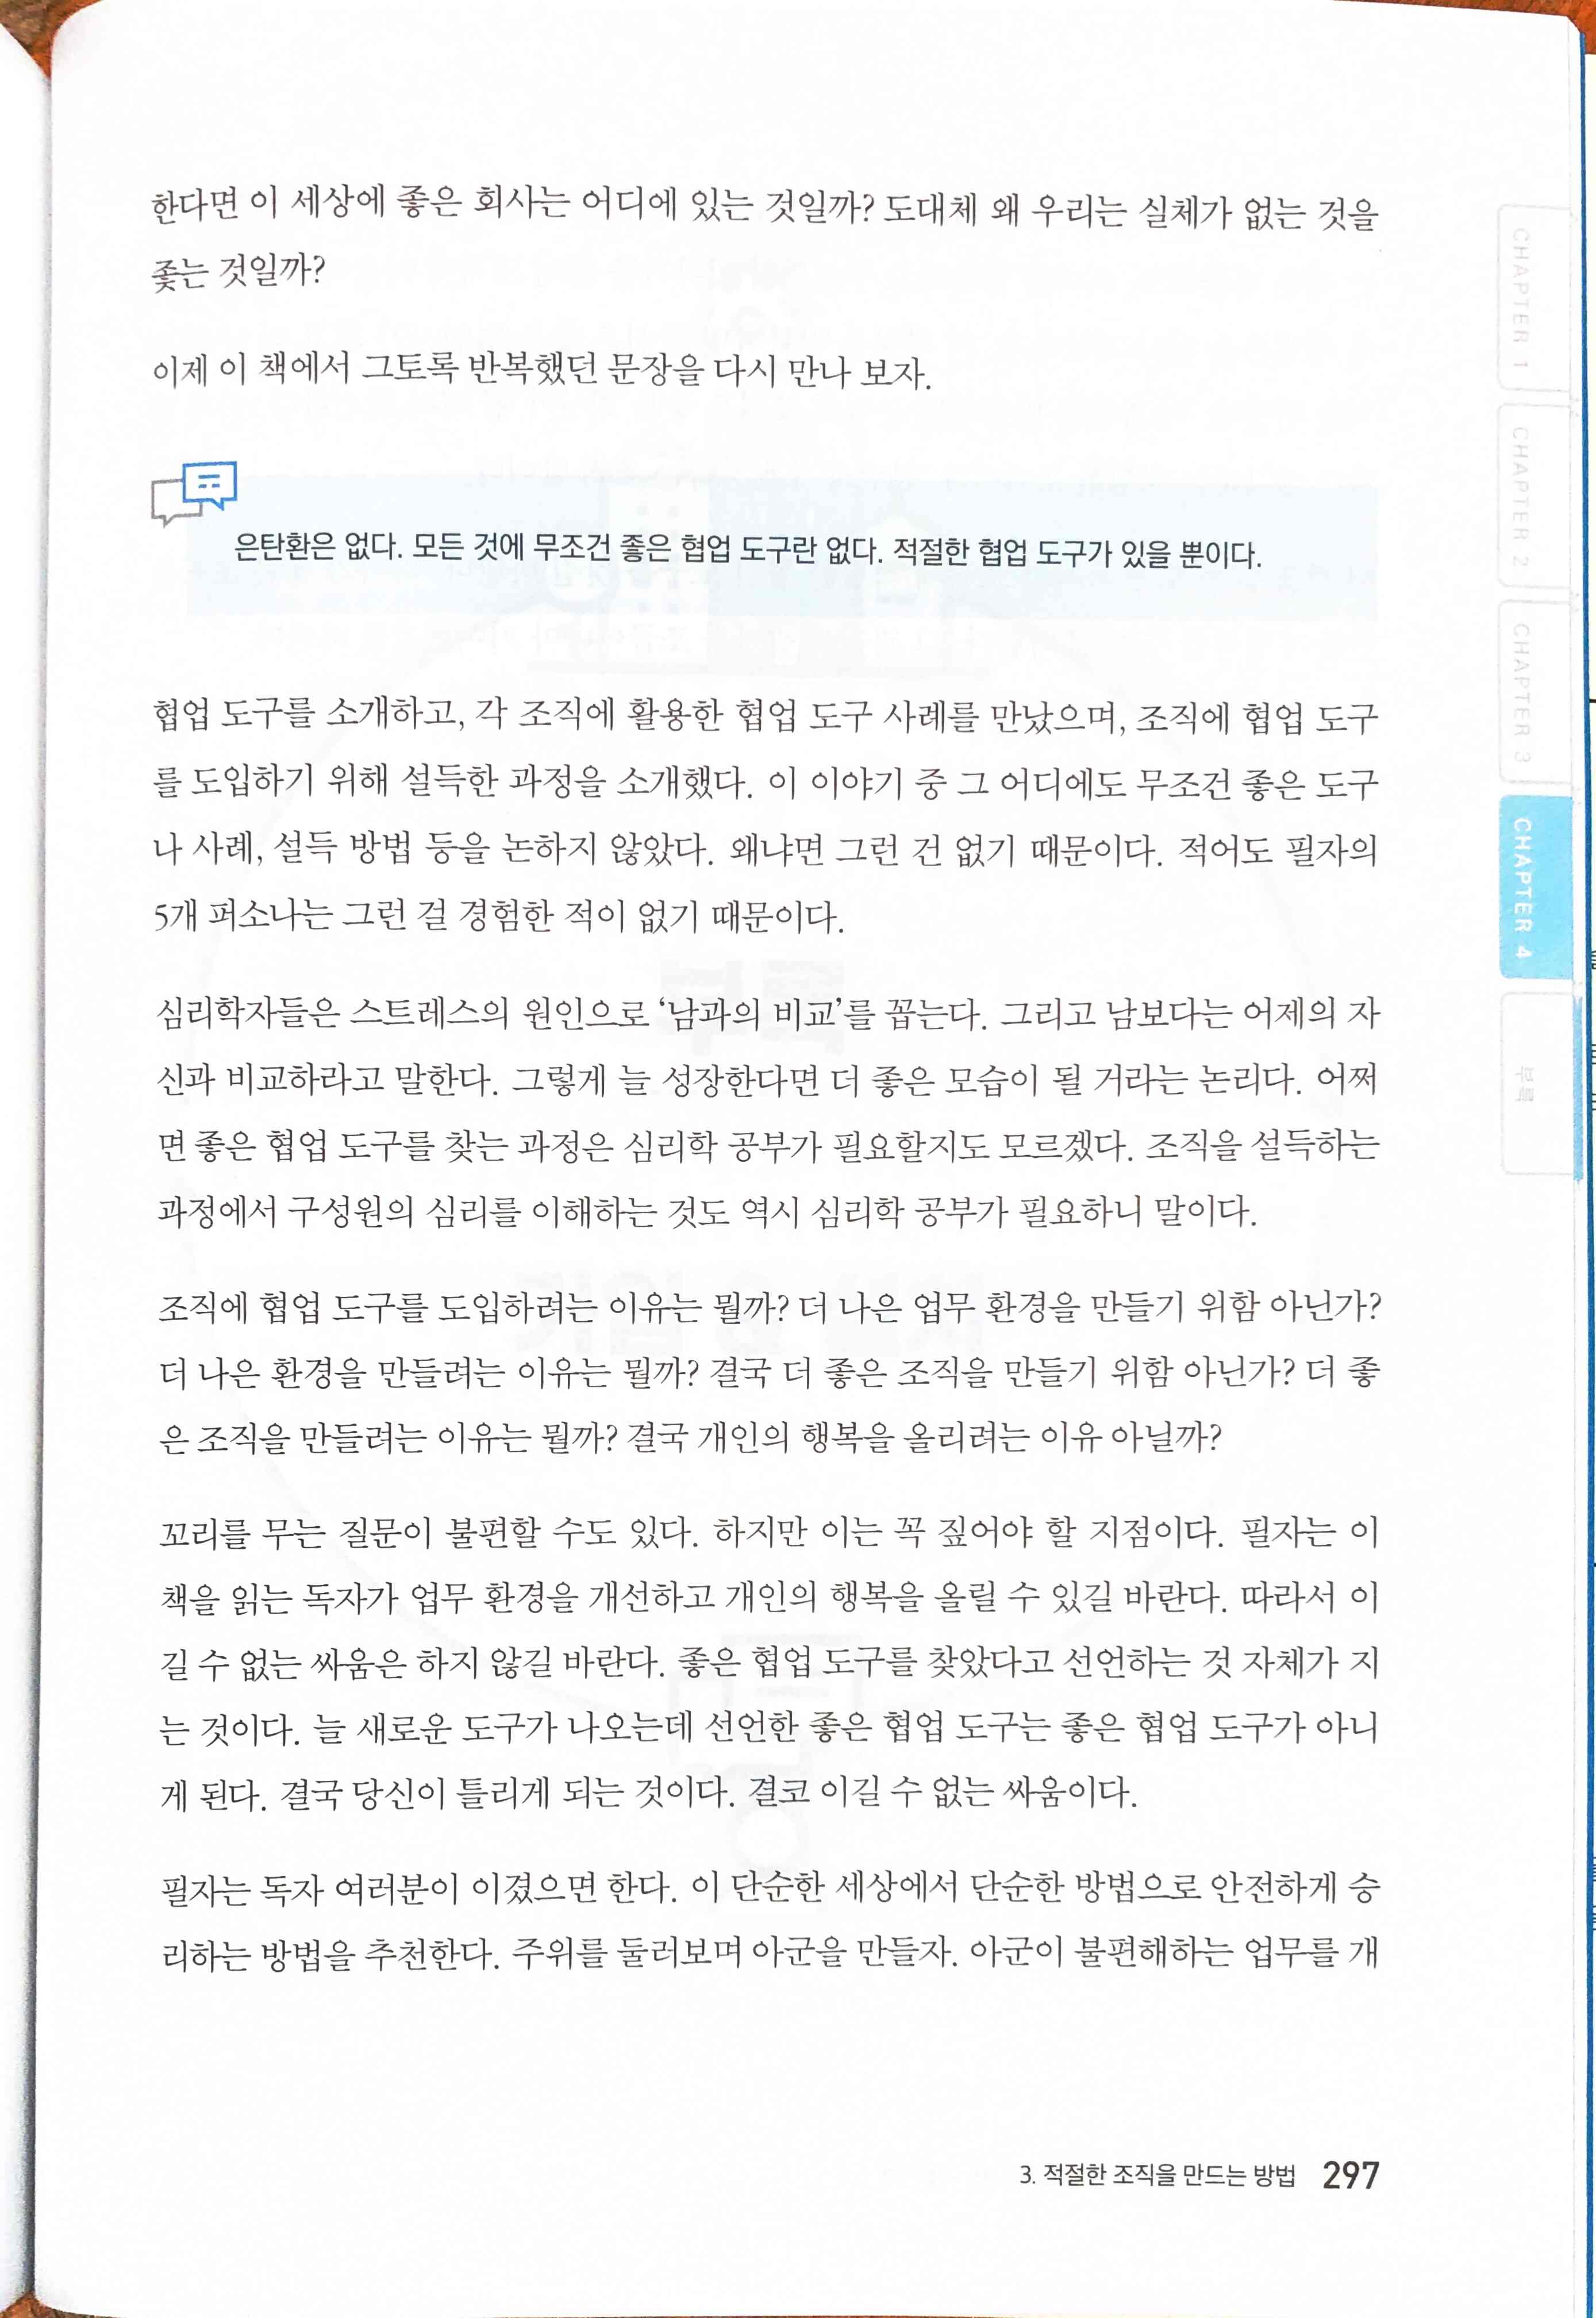 한다면 이 세상에 좋은 회사는 어디에 있는 것일까? 도대체 왜 우리는 실체가 없는 것을
좇는 것일까?
이제 이 책에서 그토록 반복했던 문장을 다시 만나 보자.
은탄환은 없다. 모든 것에 무조건 좋은 협업 도구란 없다. 적절한 협업 도구가 있을 뿐이다.
협업 도구를 소개하고, 각 조직에 활용한 협업 도구 사례를 만났으며, 조직에 협업 도구
를 도입하기 위해 설득한 과정을 소개했다. 이 이야기 중 그 어디에도 무조건 좋은 도구
나 사례, 설득 방법 등을 논하지 않았다. 왜냐면 그런 건 없기 때문이다. 적어도 필자의
5개 퍼소나는 그런 걸 경험한 적이 없기 때문이다.
심리학자들은 스트레스의 원인으로 ‘남과의 비교’를 꼽는다. 그리고 남보다는 어제의 자
신과 비교하라고 말한다. 그렇게 늘 성장한다면 더 좋은 모습이 될 거라는 논리다. 어쩌
면 좋은 협업 도구를 찾는 과정은 심리학 공부가 필요할지도 모르겠다. 조직을 설득하는
과정에서 구성원의 심리를 이해하는 것도 역시 심리학 공부가 필요하니 말이다.
조직에 협업 도구를 도입하려는 이유는 뭘까? 더 나은 업무 환경을 만들기 위함 아닌가?
더 나은 환경을 만들려는 이유는 뭘까? 결국 더 좋은 조직을 만들기 위함 아닌가? 더 좋
은 조직을 만들려는 이유는 뭘까? 결국 개인의 행복을 올리려는 이유 아닐까?
꼬리를 무는 질문이 불편할 수도 있다. 하지만 이는 꼭 짚어야 할 지점이다. 필자는 이
책을 읽는 독자가 업무 환경을 개선하고 개인의 행복을 올릴 수 있길 바란다. 따라서 이
길 수 없는 싸움은 하지 않길 바란다. 좋은 협업 도구를 찾았다고 선언하는 것 자체가 지
는 것이다. 늘 새로운 도구가 나오는데 선언한 좋은 협업 도구는 좋은 협업 도구가 아니
게 된다. 결국 당신이 틀리게 되는 것이다. 결코 이길 수 없는 싸움이다.
필자는 독자 여러분이 이겼으면 한다. 이 단순한 세상에서 단순한 방법으로 안전하게 승
리하는 방법을 추천한다. 주위를 둘러보며 아군을 만들자. 아군이 불편해하는 업무를 개
3. 적절한 조직을 만드는 방법 297
CHAPTER 1
CHAPTER 2
CHAPTER 3
CHAPTER 4
부록